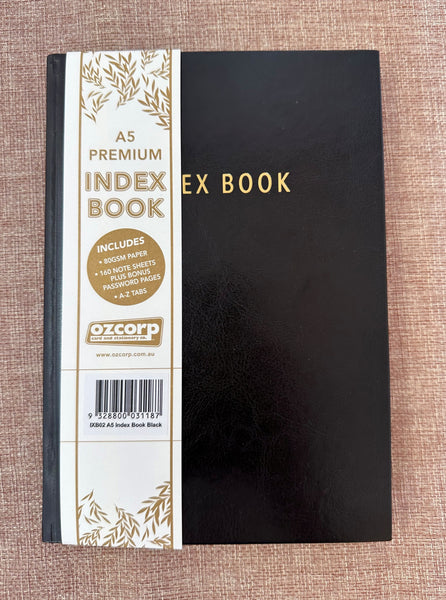 A5
PREMIUM
INDEX
BOOK
EX BOOK
INCLUDES
• 80GSM PAPER
• 160 NOTE SHEETS
PLUS BONUS
PASSWORD PAGES
• A-Z TABS
ozcorp
card and stationery co.
www.ozcorp.com.au
9 328800 031187
IXB02 A5 Index Book Black